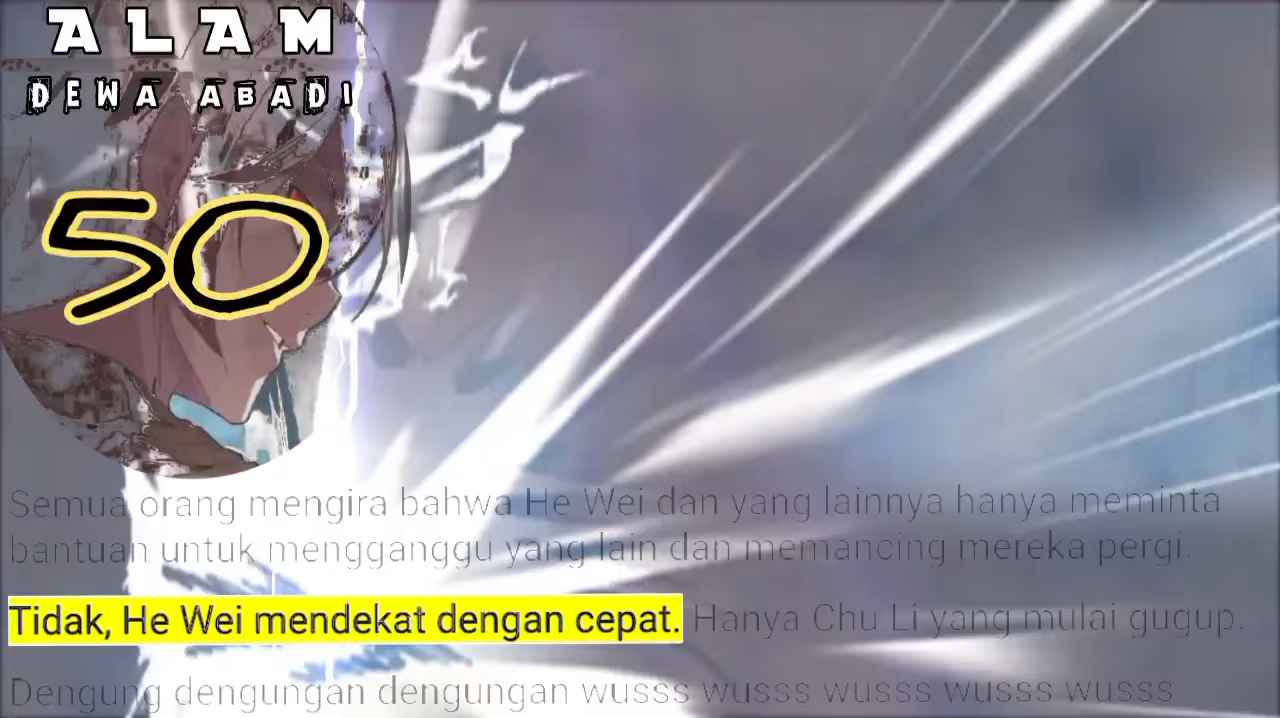 ALAM
DEWA ABADI
50
Semua orang mengira bahwa He Wei dan yang lainnya hanya meminta
bantuan untuk mengganggu yang lain dan memancing mereka pergi.
Tidak, He Wei mendekat dengan cepat. Hanya Chu Li yang mulai gugup.
Dengung dengungan dengungan wusss wusss wusss wusss wusss